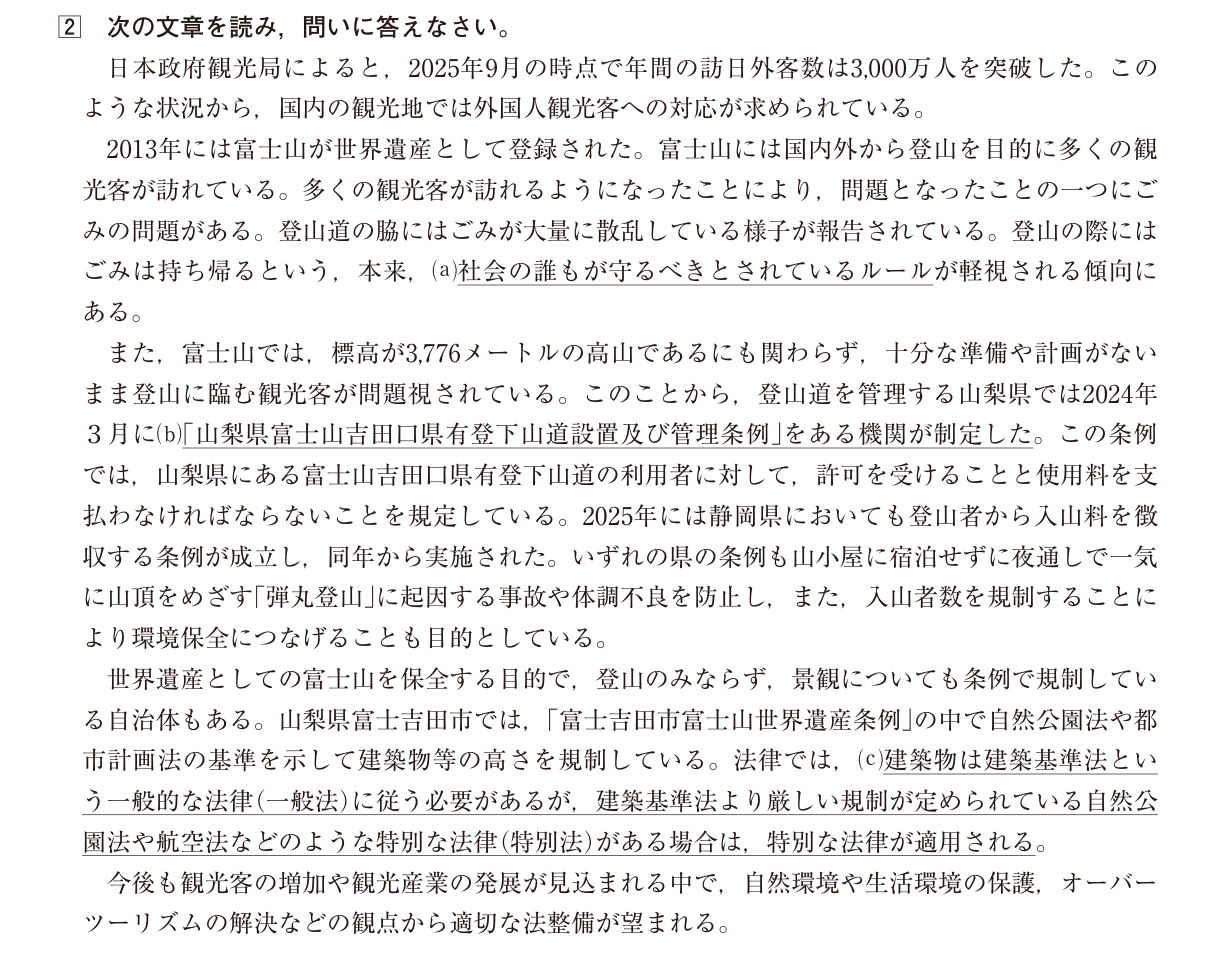 2 次の文章を読み，問いに答えなさい。
日本政府観光局によると，2025年9月の時点で年間の訪日外客数は3,000万人を突破した。この
ような状況から，国内の観光地では外国人観光客への対応が求められている。
2013年には富士山が世界遺産として登録された。富士山には国内外から登山を目的に多くの観
光客が訪れている。多くの観光客が訪れるようになったことにより，問題となったことの一つにご
みの問題がある。登山道の脇にはごみが大量に散乱している様子が報告されている。登山の際には
ごみは持ち帰るという，本来，(a)社会の誰もが守るべきとされているルールが軽視される傾向に
ある。
また，富士山では，標高が3,776メートルの高山であるにも関わらず，十分な準備や計画がない
まま登山に臨む観光客が問題視されている。このことから，登山道を管理する山梨県では2024年
３月に(b)「山梨県富士山吉田口県有登下山道設置及び管理条例」をある機関が制定した。この条例
では，山梨県にある富士山吉田口県有登下山道の利用者に対して，許可を受けることと使用料を支
払わなければならないことを規定している。2025年には静岡県においても登山者から入山料を徴
収する条例が成立し，同年から実施された。いずれの県の条例も山小屋に宿泊せずに夜通しで一気
に山頂をめざす「弾丸登山」に起因する事故や体調不良を防止し，また，入山者数を規制することに
より環境保全につなげることも目的としている。
世界遺産としての富士山を保全する目的で，登山のみならず，景観についても条例で規制してい
る自治体もある。山梨県富士吉田市では，「富士吉田市富士山世界遺産条例」の中で自然公園法や都
市計画法の基準を示して建築物等の高さを規制している。法律では，(c)建築物は建築基準法とい
う一般的な法律(一般法)に従う必要があるが，建築基準法より厳しい規制が定められている自然公
園法や航空法などのような特別な法律(特別法)がある場合は，特別な法律が適用される。
今後も観光客の増加や観光産業の発展が見込まれる中で，自然環境や生活環境の保護，オーバー
ツーリズムの解決などの観点から適切な法整備が望まれる。